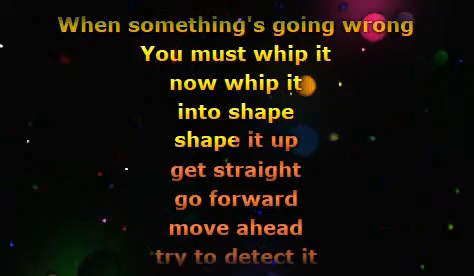 When something's going wrong
You must whip it
now whip it
into shape
shape it up
get straight
go forward
move ahead
try to detect it